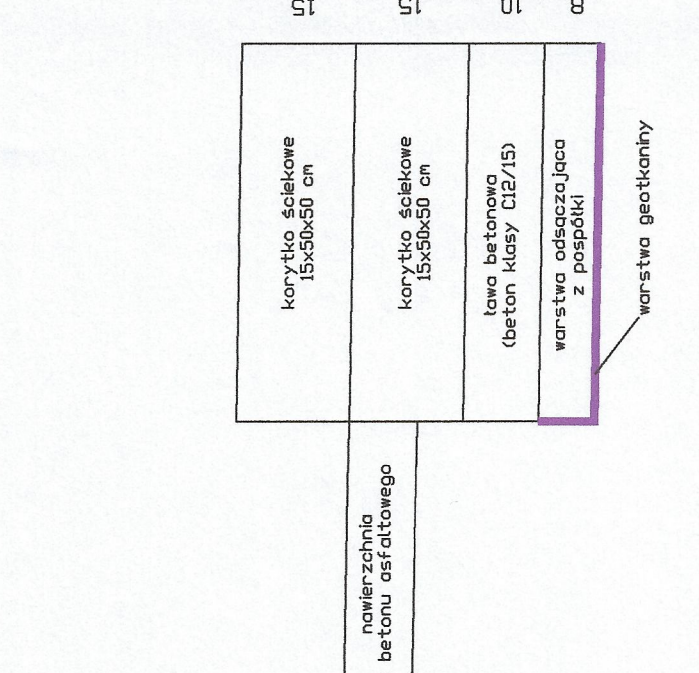 15
15
10
8
korytko ściekowe
15x50x50 cm
korytko ściekowe
15x50x50 cm
ława betonowa
(beton klasy C12/15)
warstwa odsączająca
z pospółki
warstwa geotkaniny
nawierzchnia
betonu asfaltowego